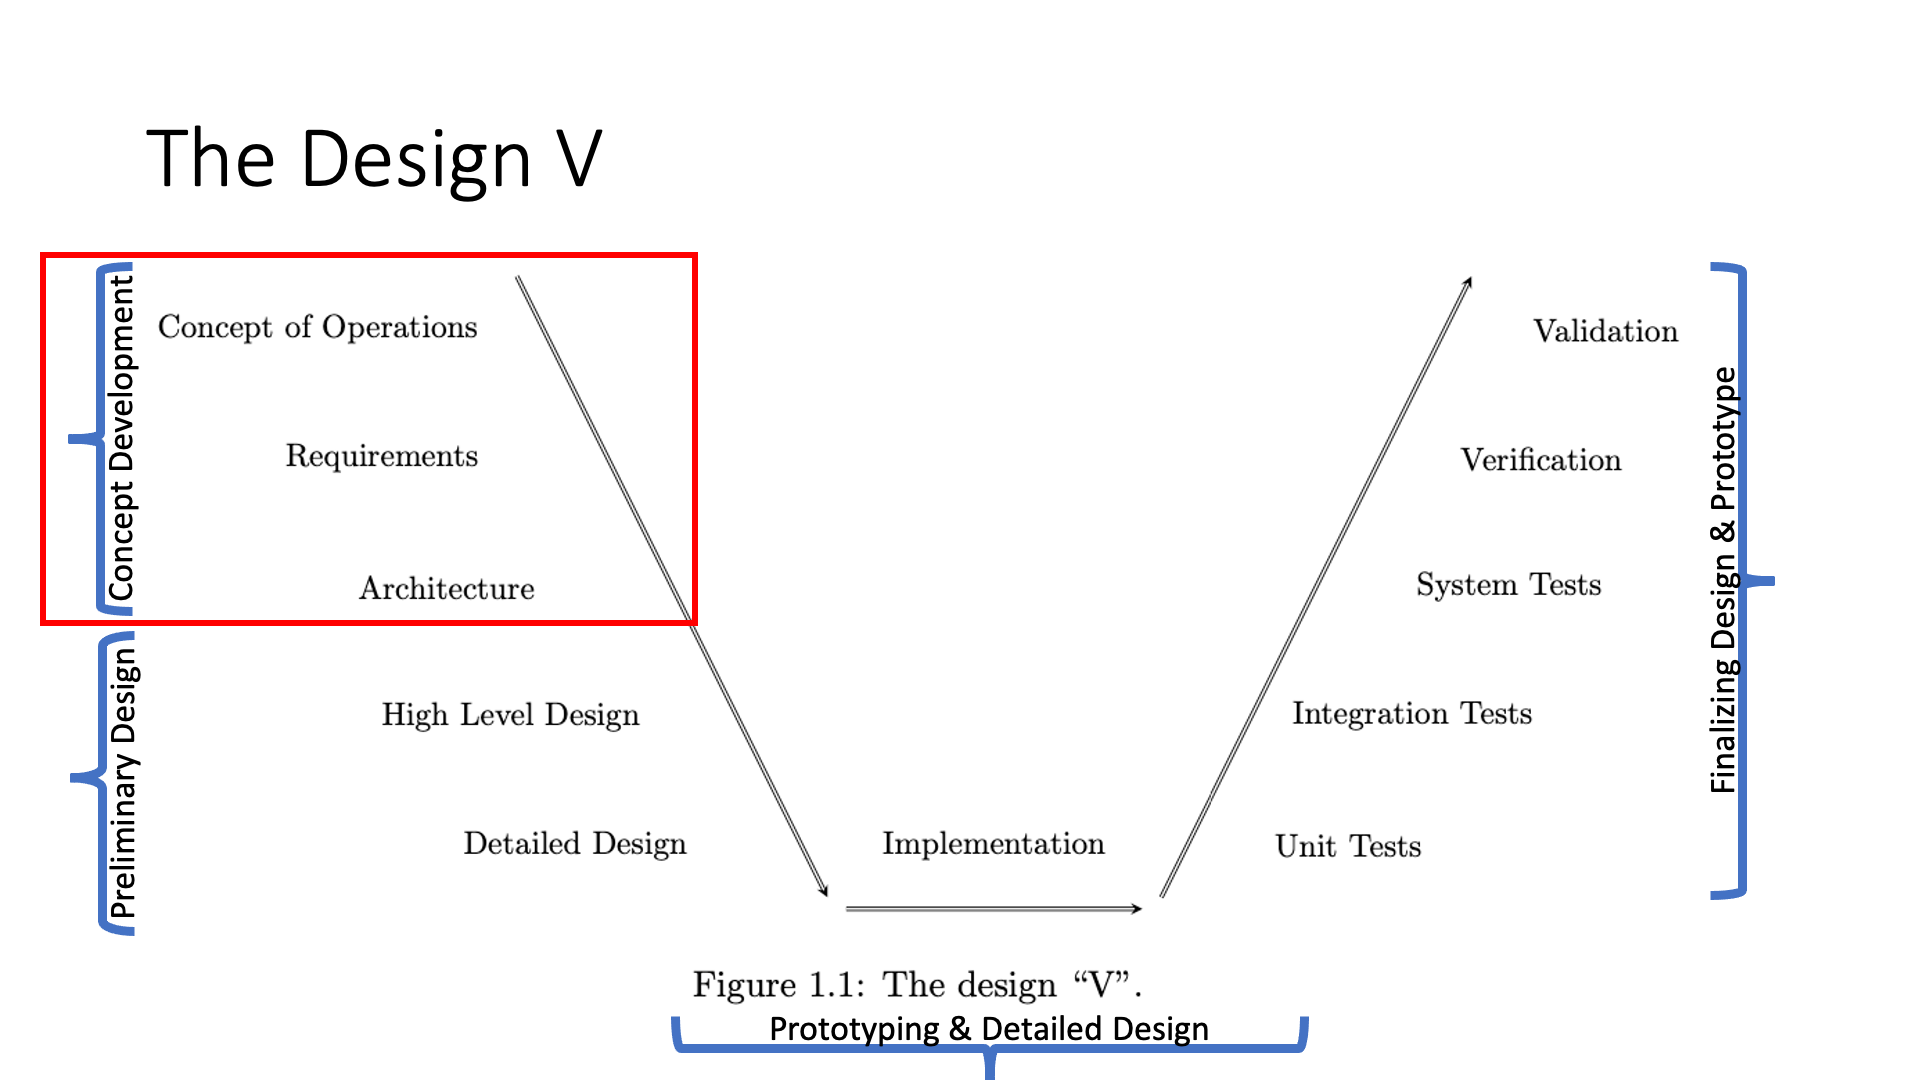 The Design V
Concept Development
Concept of Operations
Requirements
Architecture
Preliminary Design
High Level Design
Detailed Design
Implementation
Validation
Verification
System Tests
Integration Tests
Unit Tests
Finalizing Design & Prototype
Figure 1.1: The design “V”.
Prototyping & Detailed Design